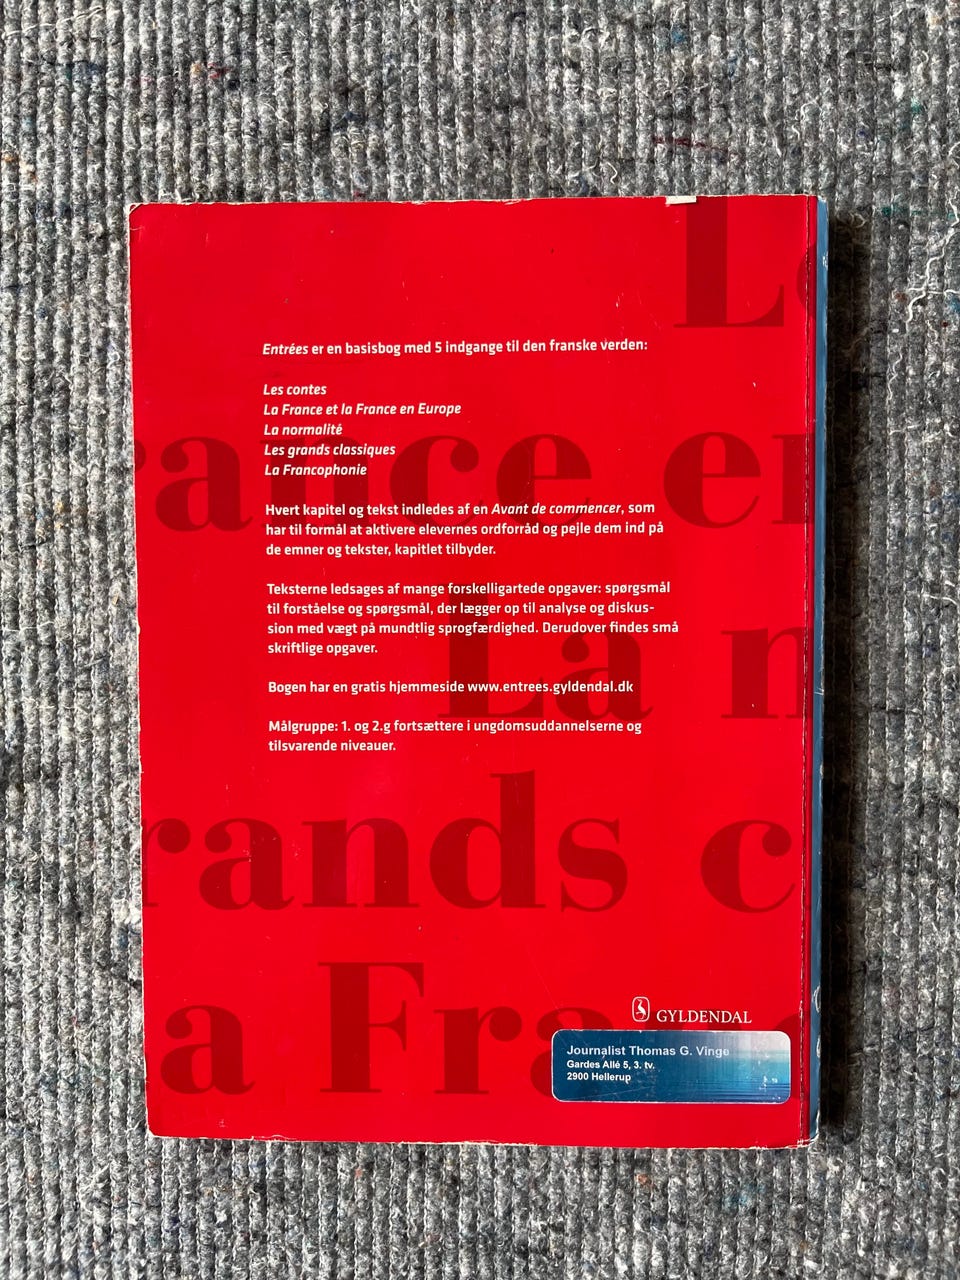 Entrées er en basisbog med 5 indgange til den franske verden:
Les contes
La France et la France en Europe
La normalité
Les grands classiques
La Francophonie
Hvert kapitel og tekst indledes af en Avant de commencer, som
har til formål at aktivere elevernes ordforråd og pejle dem ind på
de emner og tekster, kapitlet tilbyder.
Teksterne ledsages af mange forskelligartede opgaver: spørgsmål
til forståelse og spørgsmål, der lægger op til analyse og diskus-
sion med vægt på mundtlig sprogfærdighed. Derudover findes små
skriftlige opgaver.
Bogen har en gratis hjemmeside www.entrees.gyldendal.dk
Målgruppe: 1. og 2.g fortsættere i ungdomsuddannelserne og
tilsvarende niveauer.
L
rance en
La n
rands c
a Fra
GYLDENDAL
Journalist Thomas G. Vinge
Gardes Allé 5, 3. tv.
2900 Hellerup